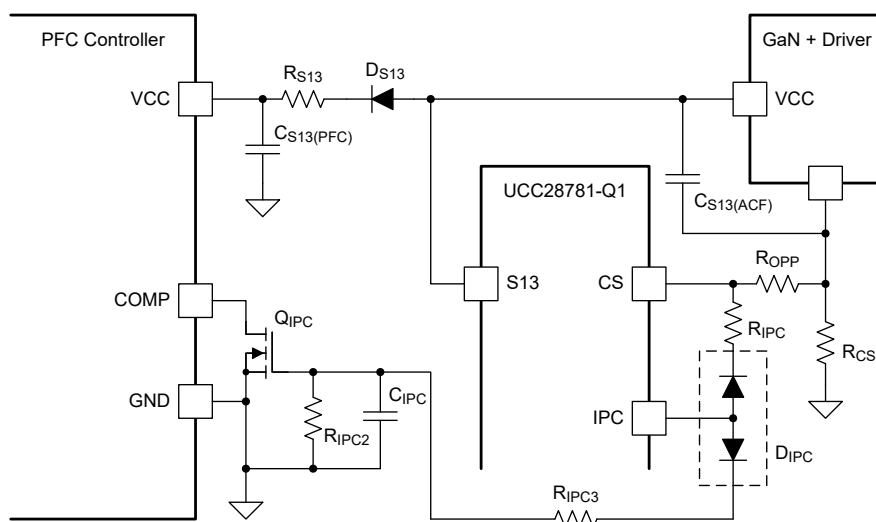 PFC Controller
GaN + Driver
RS13
DS13
VCC
VCC
CS13(PFC)
CS13(ACF)
UCC28781-Q1
ROPP
COMP
S13
CS
QIPC
RIPC
RCS
GND
CIPC
IPC
RIPC2
DIPC
RIPC3